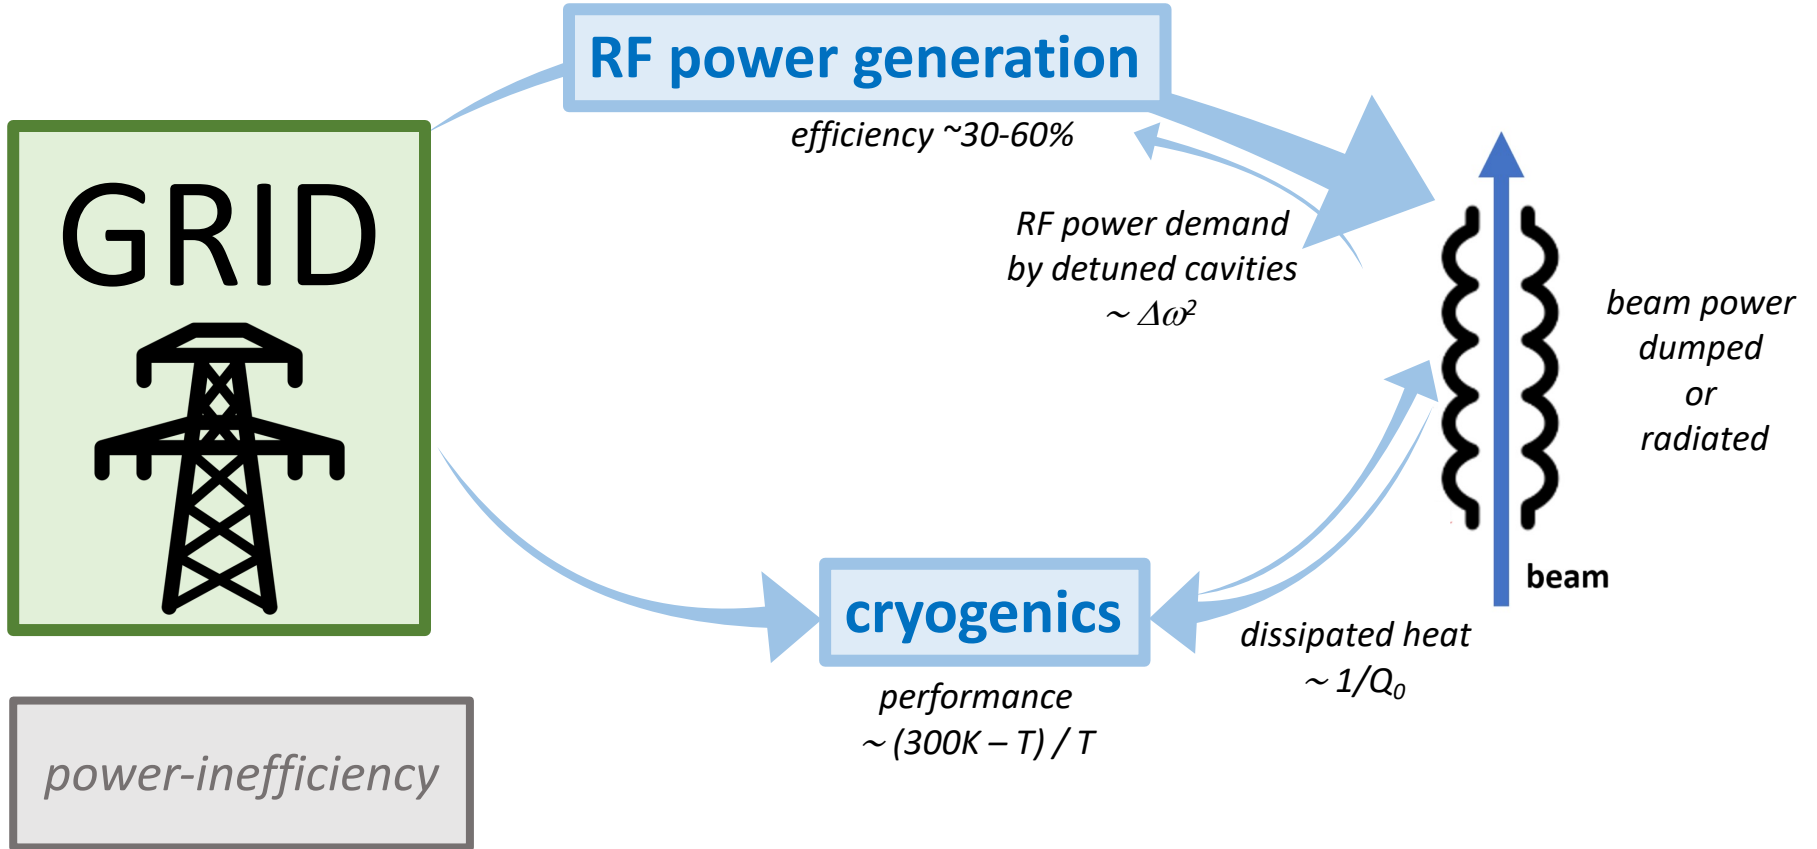 RF power generation
efficiency ~30-60%
GRID
RF power demand
by detuned cavities
~ Δω²
beam power
dumped
or
radiated
beam
cryogenics
dissipated heat
~ 1/Q₀
performance
~ (300K – T) / T
power-inefficiency